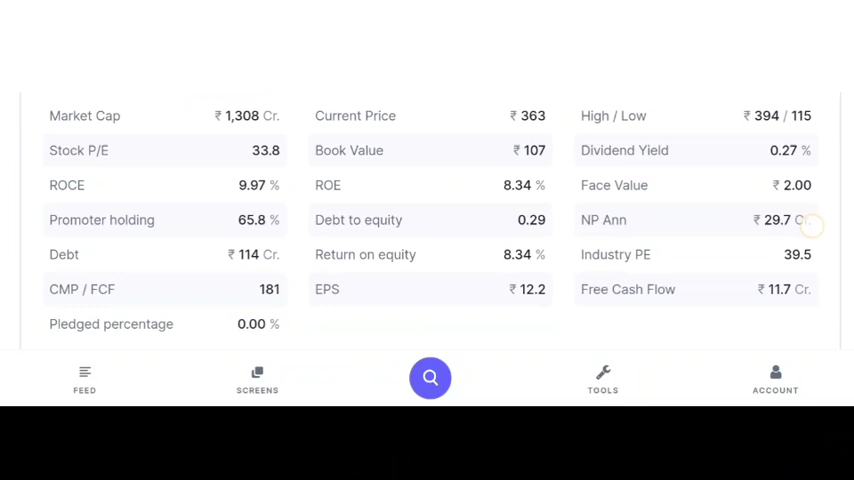 Market Cap ₹ 1,308 Cr. Current Price ₹ 363 High / Low ₹ 394 / 115
Stock P/E 33.8 Book Value ₹ 107 Dividend Yield 0.27 %
ROCE 9.97 % ROE 8.34 % Face Value ₹ 2.00
Promoter holding 65.8 % Debt to equity 0.29 NP Ann ₹ 29.7 Cr.
Debt ₹ 114 Cr. Return on equity 8.34 % Industry PE 39.5
CMP / FCF 181 EPS ₹ 12.2 Free Cash Flow ₹ 11.7 Cr.
Pledged percentage 0.00 %
FEED SCREENS TOOLS ACCOUNT